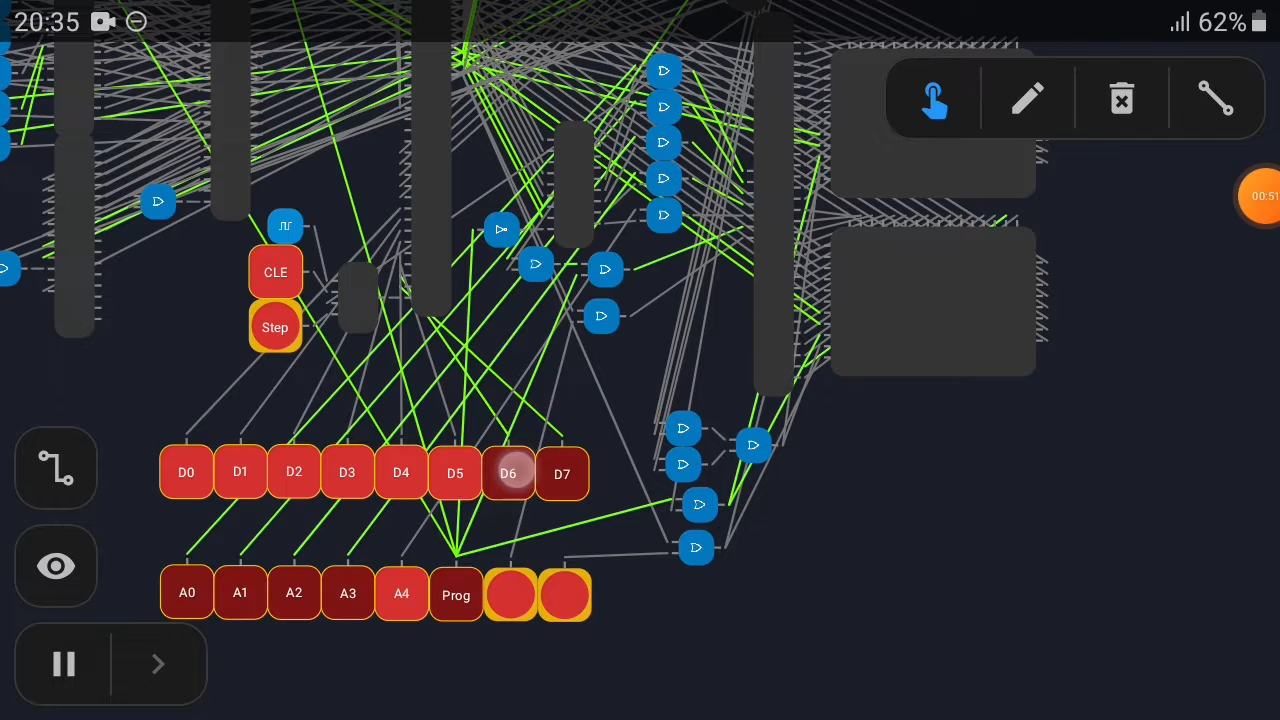 20:35 62%
00:51
CLE
Step
D0 D1 D2 D3 D4 D5 D6 D7
A0 A1 A2 A3 A4 Prog